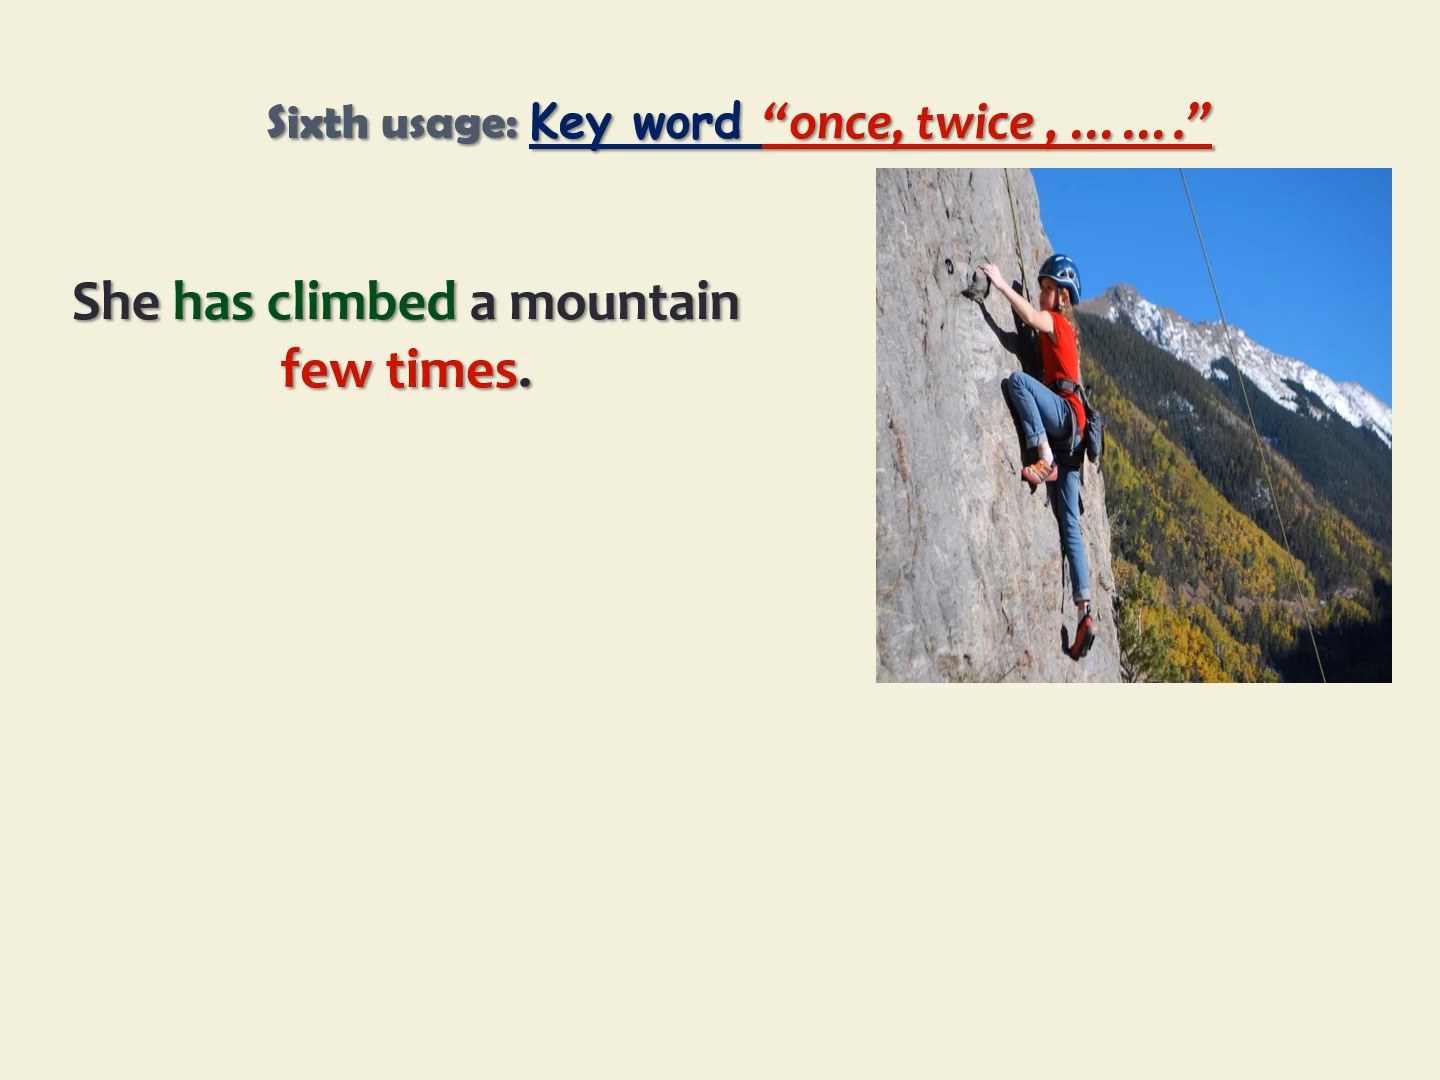 Sixth usage: Key word “once, twice , …….”
She has climbed a mountain
few times.